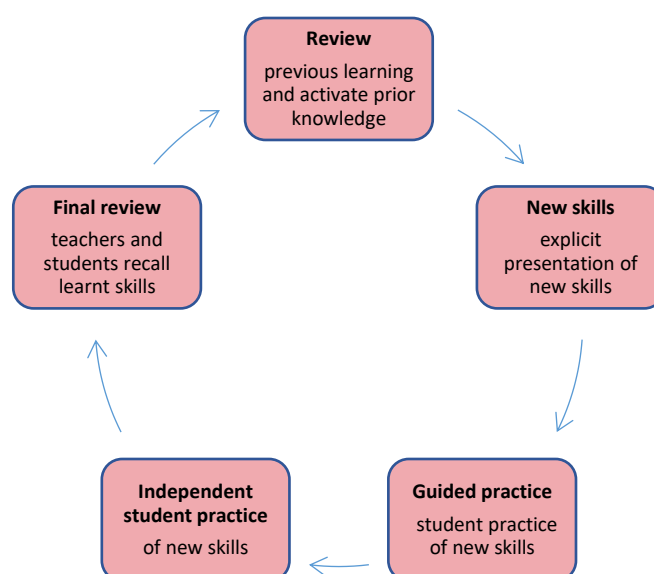 Review
previous learning
and activate prior
knowledge
New skills
explicit
presentation of
new skills
Guided practice
student practice
of new skills
Independent
student practice
of new skills
Final review
teachers and
students recall
learnt skills